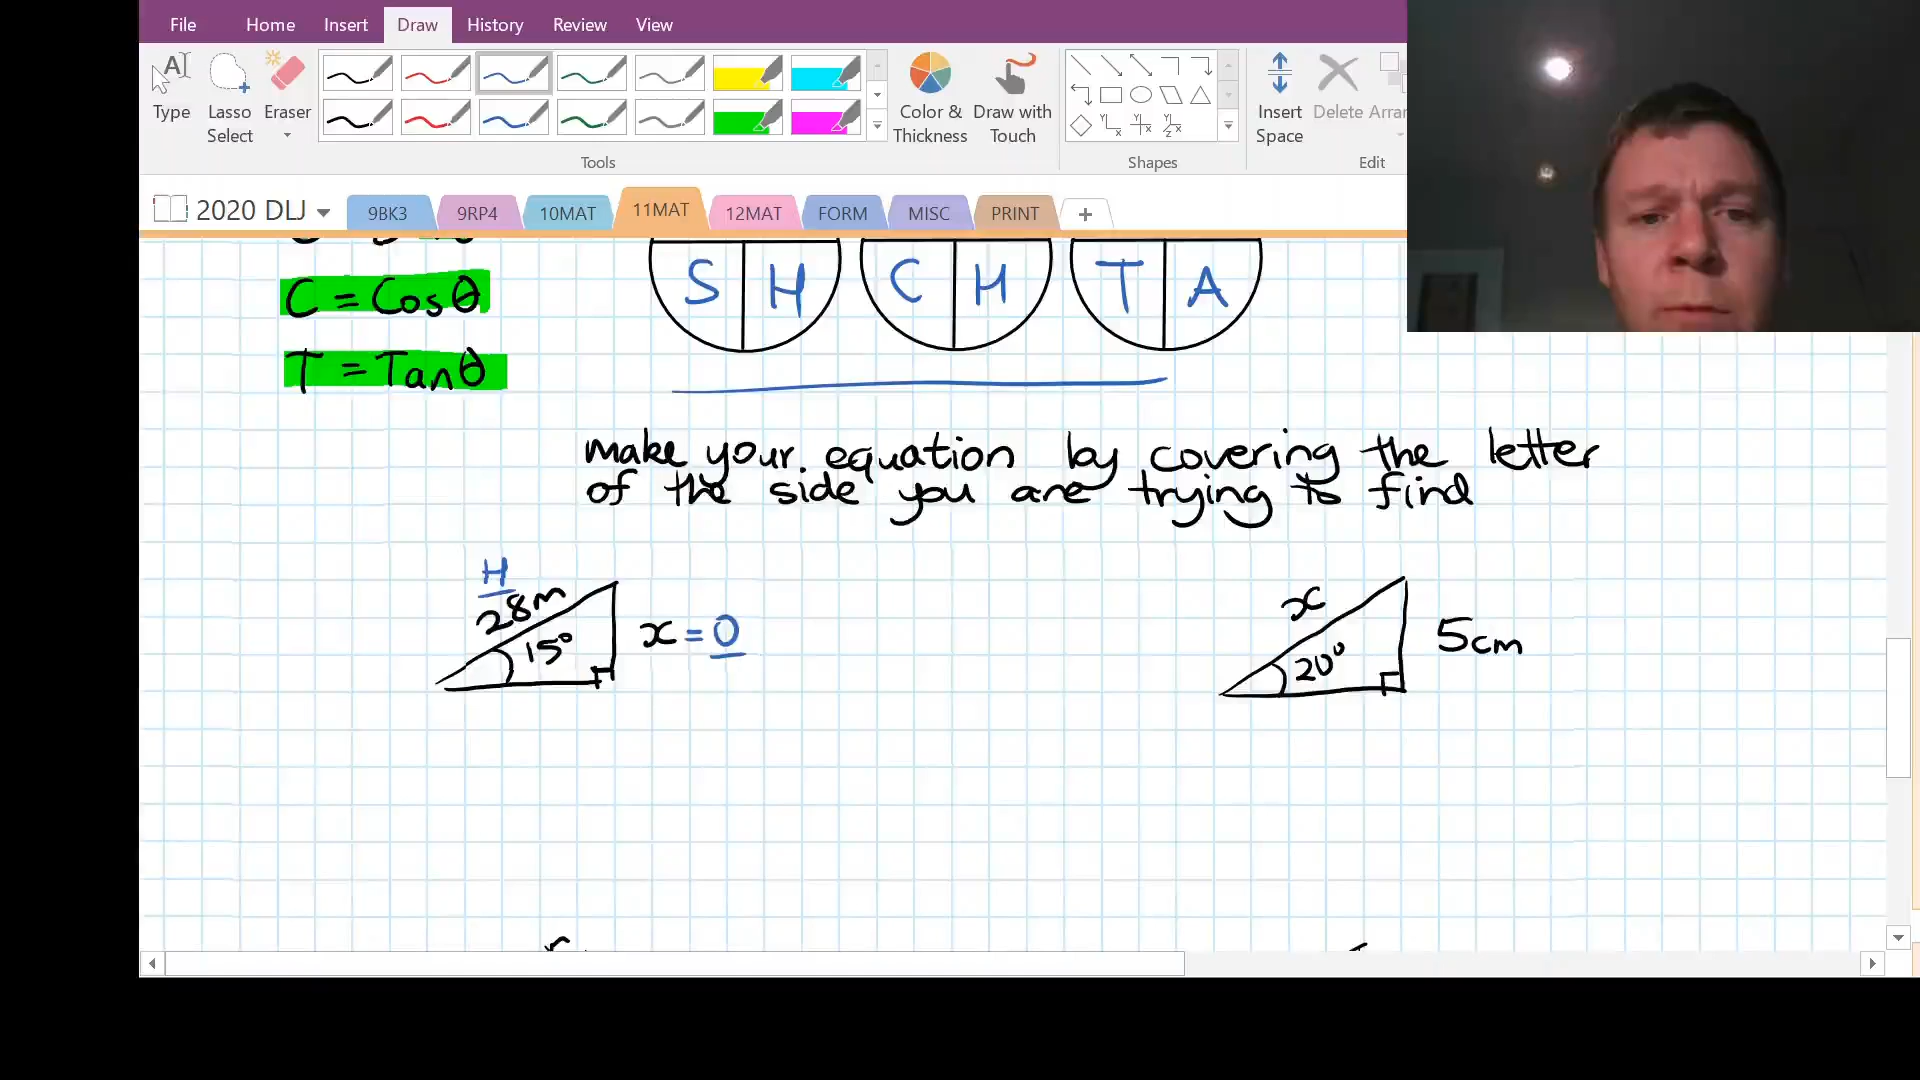 File Home Insert Draw History Review View
Type Lasso Select Eraser Color & Thickness Draw with Touch Insert Space Delete Arran
Tools Shapes Edit
2020 DLJ 9BK3 9RP4 10MAT 11MAT 12MAT FORM MISC PRINT
C = Cosθ
T = Tanθ
S H C H T A
make your equation by covering the letter
of the side you are trying to find
H
28m
15°
x = O
x
20°
5cm